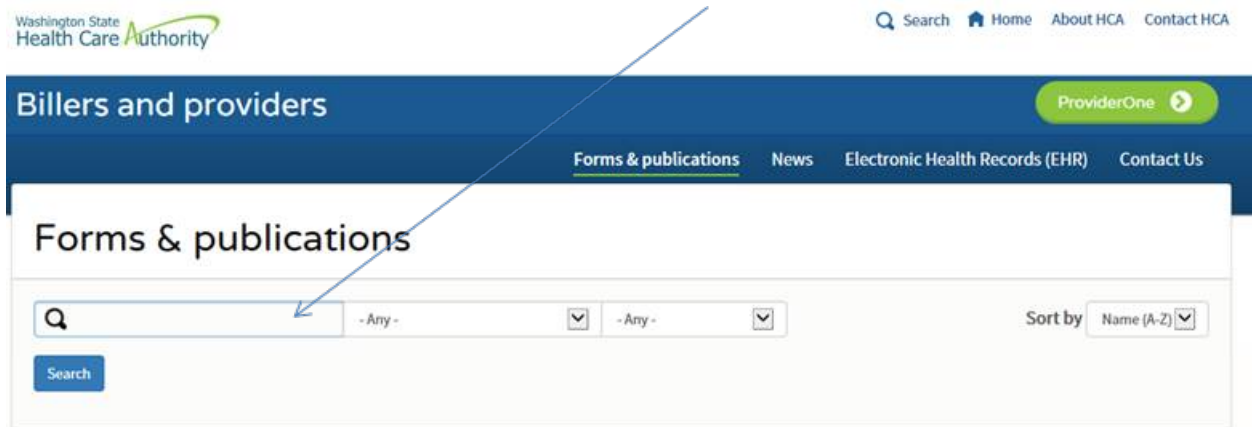 Washington State
Health Care Authority
Search Home About HCA Contact HCA
Billers and providers
ProviderOne
Forms & publications News Electronic Health Records (EHR) Contact Us
Forms & publications
- Any - - Any - Sort by Name (A-Z)
Search